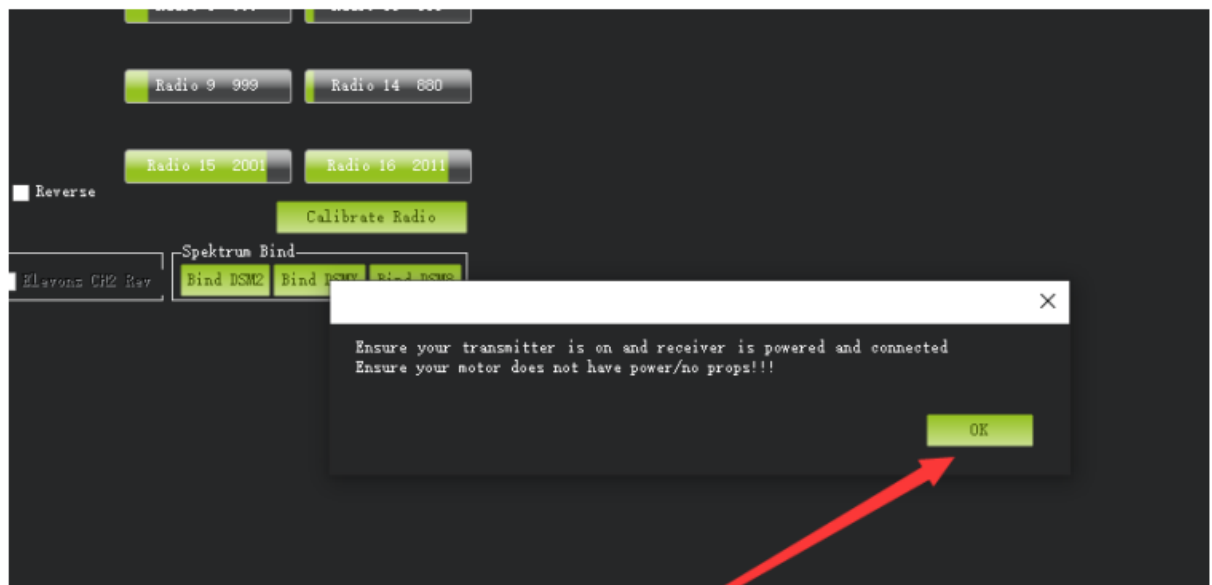 Radio 9 999
Radio 14 880
Radio 15 2001
Radio 16 2011
Reverse
Calibrate Radio
Spektrum Bind
Elevons CH2 Rev
Bind DSM2
Bind
Bind
Ensure your transmitter is on and receiver is powered and connected
Ensure your motor does not have power/no props!!!
OK